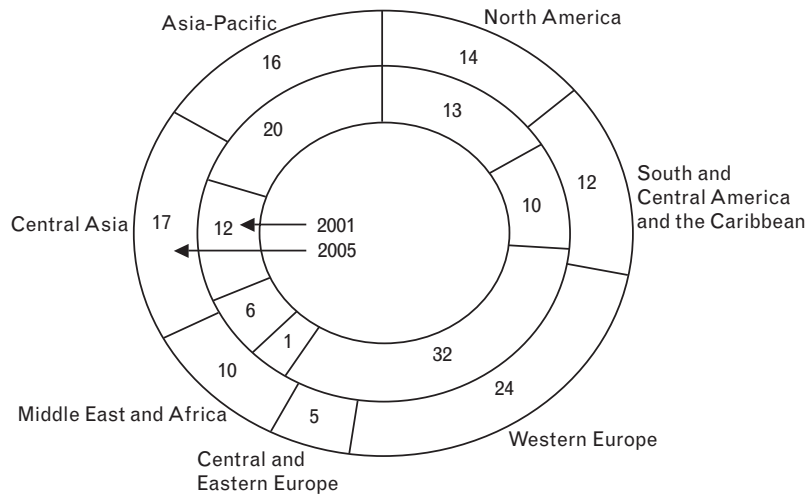 Asia-Pacific
North America
16
14
20
13
South and
Central America
and the Caribbean
12
10
Central Asia
17
12
2001
2005
6
1
32
10
24
5
Middle East and Africa
Western Europe
Central and
Eastern Europe